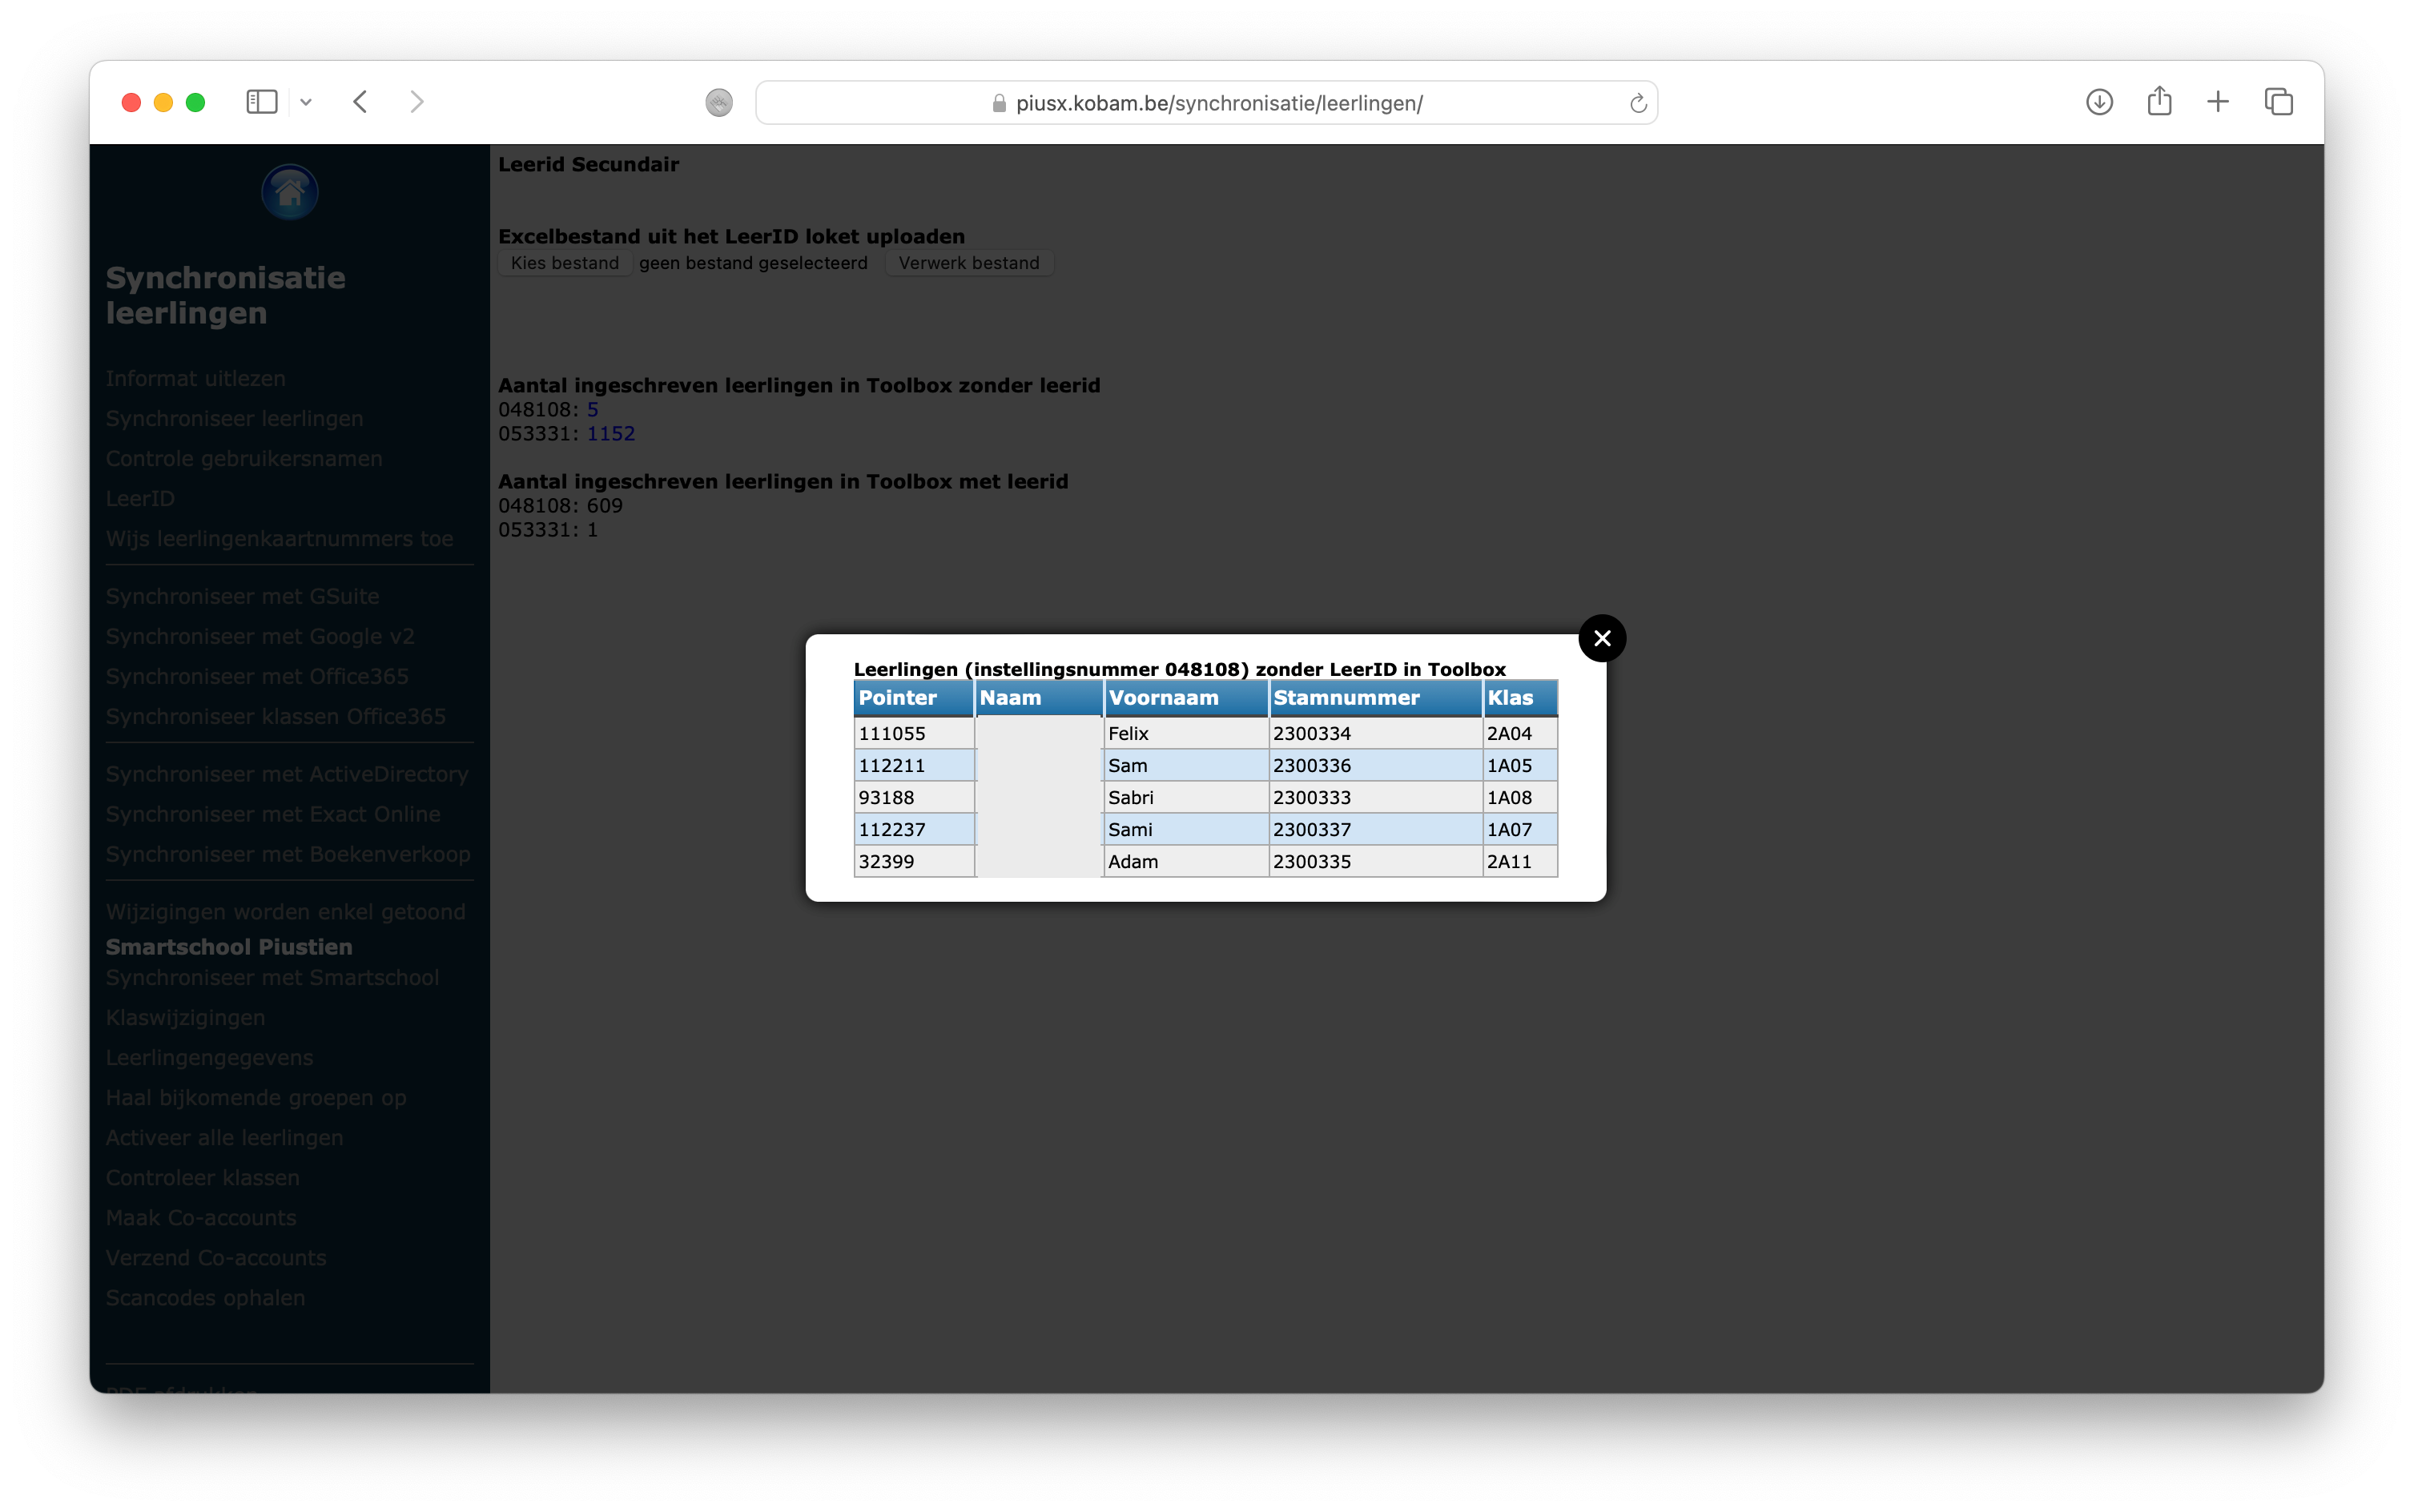 piusx.kobam.be/synchronisatie/leerlingen/
Synchronisatie
leerlingen
Informat uitlezen
Synchroniseer leerlingen
Controle gebruikersnamen
LeerID
Wijs leerlingenkaartnummers toe
Synchroniseer met GSuite
Synchroniseer met Google v2
Synchroniseer met Office365
Synchroniseer klassen Office365
Synchroniseer met ActiveDirectory
Synchroniseer met Exact Online
Synchroniseer met Boekenverkoop
Wijzigingen worden enkel getoond
Smartschool Piustien
Synchroniseer met Smartschool
Klaswijzigingen
Leerlingengegevens
Haal bijkomende groepen op
Activeer alle leerlingen
Controleer klassen
Maak Co-accounts
Verzend Co-accounts
Scancodes ophalen
PDF afdrukken
Leerid Secundair
Excelbestand uit het LeerID loket uploaden
Kies bestand geen bestand geselecteerd Verwerk bestand
Aantal ingeschreven leerlingen in Toolbox zonder leerid
048108: 5
053331: 1152
Aantal ingeschreven leerlingen in Toolbox met leerid
048108: 609
053331: 1
Leerlingen (instellingsnummer 048108) zonder LeerID in Toolbox
Pointer Naam Voornaam Stamnummer Klas
111055 Felix 2300334 2A04
112211 Sam 2300336 1A05
93188 Sabri 2300333 1A08
112237 Sami 2300337 1A07
32399 Adam 2300335 2A11